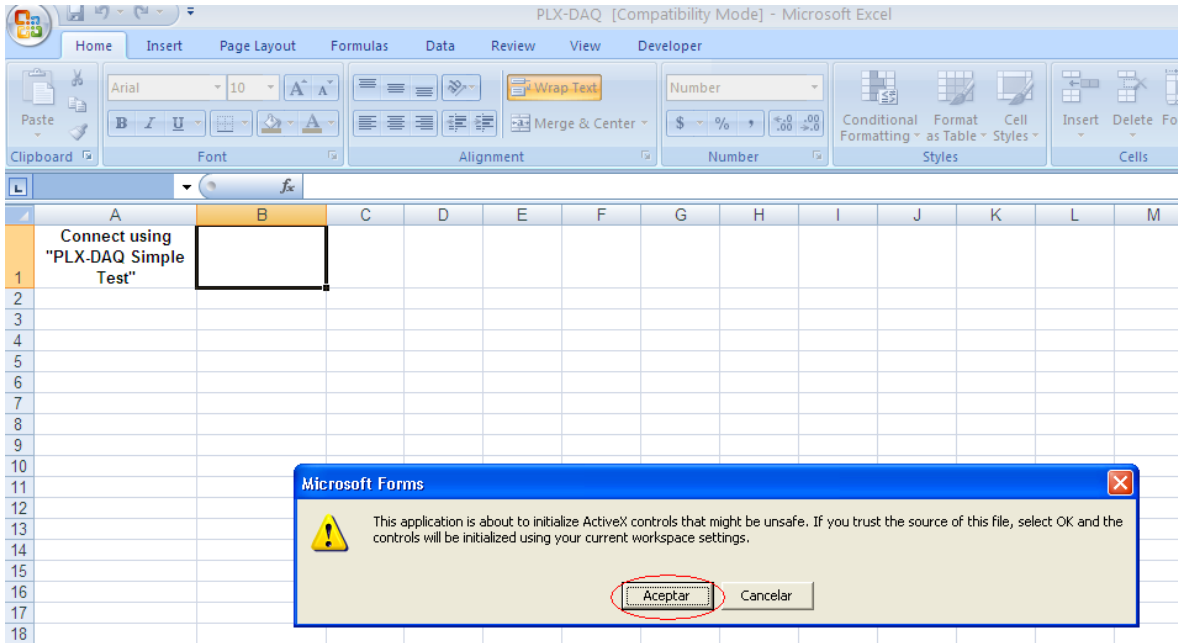 PLX-DAQ [Compatibility Mode] - Microsoft Excel
Home Insert Page Layout Formulas Data Review View Developer
Arial 10 A A Wrap Text Number
Paste B I U A Merge & Center $ % , .0 .00 .00 .0 Conditional Formatting Format as Table Cell Styles Insert Delete Fo
Clipboard Font Alignment Number Styles Cells
L fx
A B C D E F G H I J K L M
Connect using
"PLX-DAQ Simple
1 Test"
2
3
4
5
6
7
8
9
10
11
12
13
14
15
16
17
18
Microsoft Forms
This application is about to initialize ActiveX controls that might be unsafe. If you trust the source of this file, select OK and the
controls will be initialized using your current workspace settings.
Aceptar Cancelar